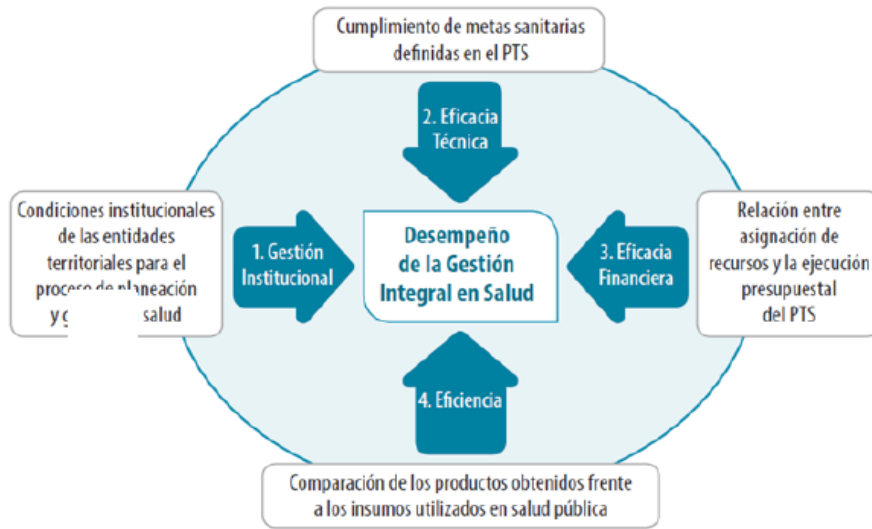 Cumplimiento de metas sanitarias
definidas en el PTS
2. Eficacia
Técnica
Condiciones institucionales
de las entidades
territoriales para el
proceso de planeación
y salud
1. Gestión
Institucional
Desempeño
de la Gestión
Integral en Salud
3. Eficacia
Financiera
Relación entre
asignación de
recursos y la ejecución
presupuestal
del PTS
4. Eficiencia
Comparación de los productos obtenidos frente
a los insumos utilizados en salud pública